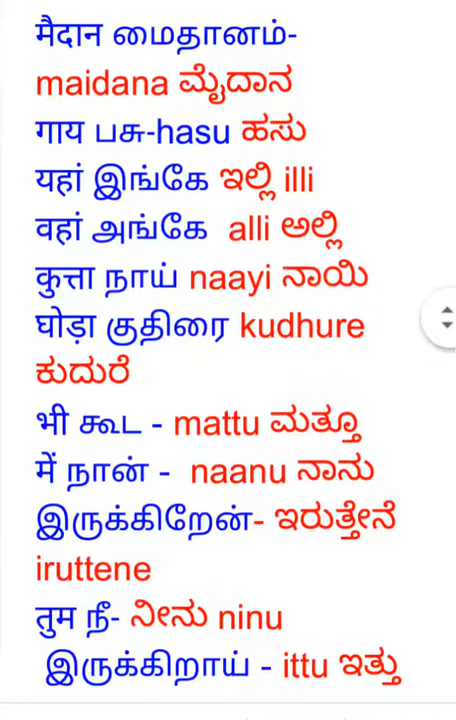 मैदान மைதானம்-
maidana ಮೈದಾನ
गाय பசு-hasu ಹಸು
यहां இங்கே ಇಲ್ಲಿ illi
वहां அங்கே alli ಅಲ್ಲಿ
कुत्ता நாய் naayi ನಾಯಿ
घोड़ा குதிரை kudhure
ಕುದುರೆ
भी கூட - mattu ಮತ್ತೂ
में நான் - naanu ನಾನು
இருக்கிறேன்- ಇರುತ್ತೇನೆ
iruttene
तुम நீ- ನೀನು ninu
இருக்கிறாய் - ittu ಇತ್ತು